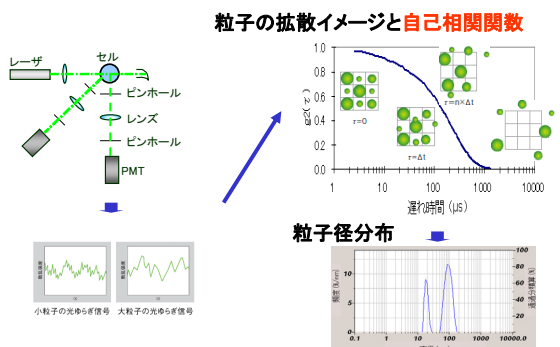 粒子の拡散イメージと自己相関関数
レーザ
セル
ピンホール
レンズ
ピンホール
PMT
小粒子の光ゆらぎ信号
大粒子の光ゆらぎ信号
g2(τ)
1.0
0.8
0.6
0.4
0.2
0.0
r=0
r=Δt
r=n×Δt
1
10
100
1000
10000
遅れ時間 (μs)
粒子径分布
10
5
0
100
80
60
40
20
0.1
1
10
100
1000
10000.0